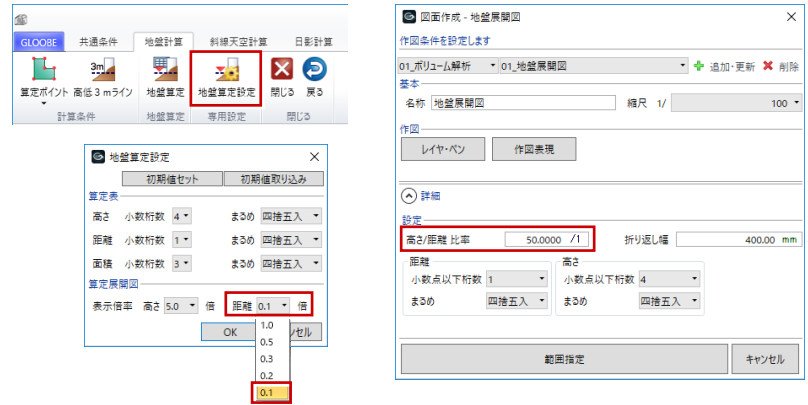 GLOOBE 共通条件 地盤計算 斜線天空計算 日影計算
3m
算定ポイント 高低3mライン 地盤算定 地盤算定設定 閉じる 戻る
計算条件 地盤算定 専用設定 閉じる
地盤算定設定
初期値セット 初期値取り込み
算定表
高さ 小数桁数 4 まるめ 四捨五入
距離 小数桁数 1 まるめ 四捨五入
面積 小数桁数 3 まるめ 四捨五入
算定展開図
表示倍率 高さ 5.0 倍 距離 0.1 倍
OK ンセル
1.0
0.5
0.3
0.2
0.1
図面作成 - 地盤展開図
作図条件を設定します
01_ボリューム解析 01_地盤展開図 追加・更新 削除
基本
名称 地盤展開図 縮尺 1/ 100
作図
レイヤ・ペン 作図表現
詳細
設定
高さ/距離 比率 50.0000 /1 折り返し幅 400.00 mm
距離 高さ
小数点以下桁数 1 小数点以下桁数 4
まるめ 四捨五入 まるめ 四捨五入
範囲指定 キャンセル